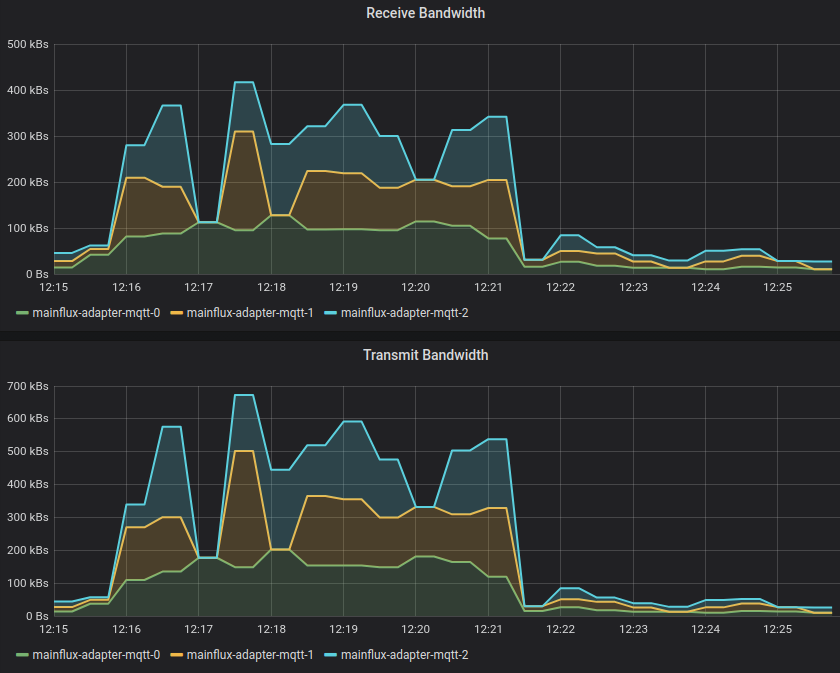 Receive Bandwidth
500 kBs
400 kBs
300 kBs
200 kBs
100 kBs
0 Bs
12:15 12:16 12:17 12:18 12:19 12:20 12:21 12:22 12:23 12:24 12:25
mainflux-adapter-mqtt-0 mainflux-adapter-mqtt-1 mainflux-adapter-mqtt-2
Transmit Bandwidth
700 kBs
600 kBs
500 kBs
400 kBs
300 kBs
200 kBs
100 kBs
0 Bs
12:15 12:16 12:17 12:18 12:19 12:20 12:21 12:22 12:23 12:24 12:25
mainflux-adapter-mqtt-0 mainflux-adapter-mqtt-1 mainflux-adapter-mqtt-2